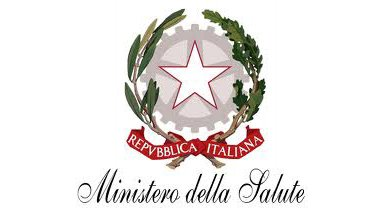 REPVBBLICA ITALIANA
Ministero della Salute